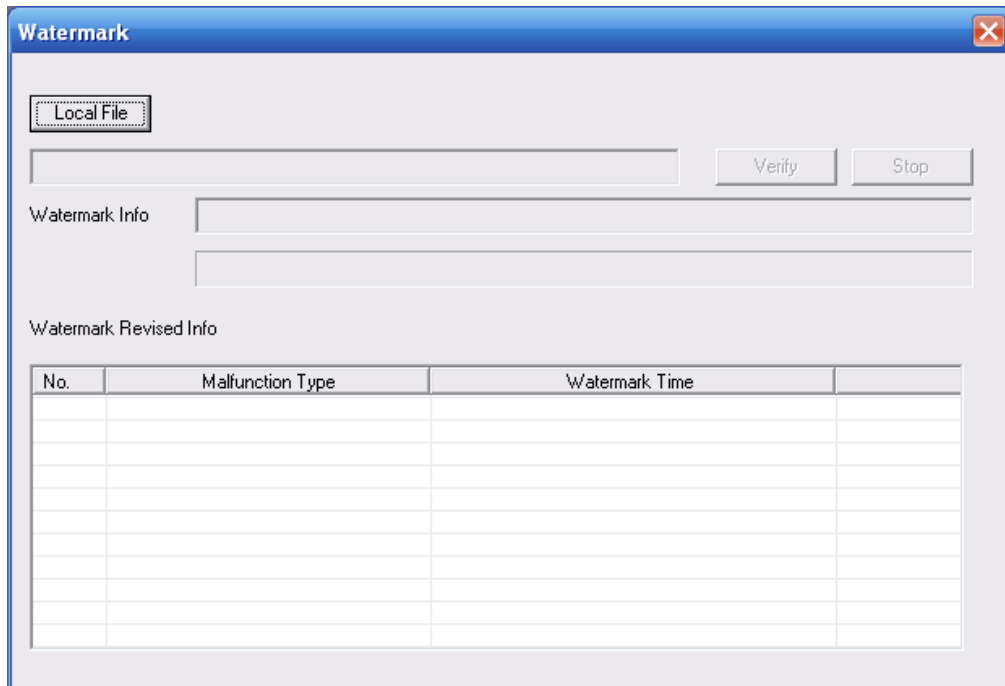 Watermark
Local File
Verify Stop
Watermark Info
Watermark Revised Info
No. Malfunction Type Watermark Time